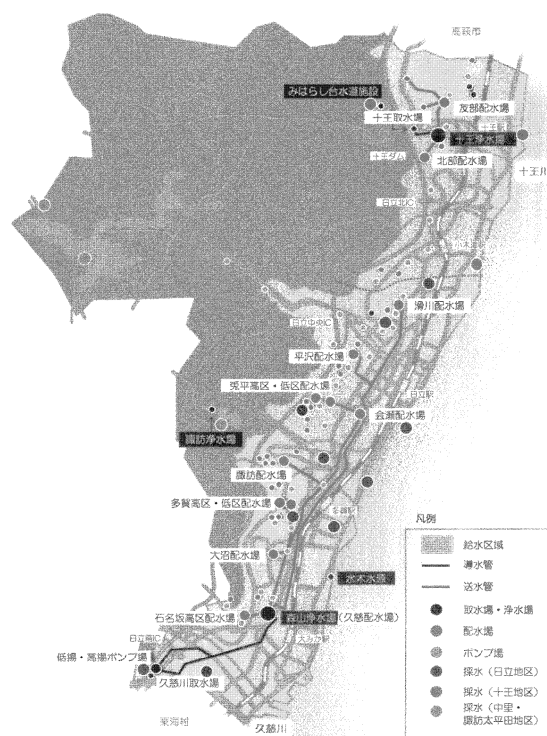 高萩市
みはらし台水道施設
友部配水場
十王取水場
十王浄水場
十王ダム
北部配水場
十王川
日立北IC
小木津駅
滑川配水場
日立中央IC
平沢配水場
日立駅
兎平高区・低区配水場
会瀬配水場
諏訪浄水場
諏訪配水場
多賀高区・低区配水場
大沼配水場
水木水源
石名坂高区配水場
森山浄水場(久慈配水場)
日立南IC
大みか駅
低揚・高揚ポンプ場
久慈川取水場
東海村
久慈川
凡例
給水区域
導水管
送水管
取水場・浄水場
配水場
ポンプ場
採水(日立地区)
採水(十王地区)
採水(中里・
諏訪太平田地区)